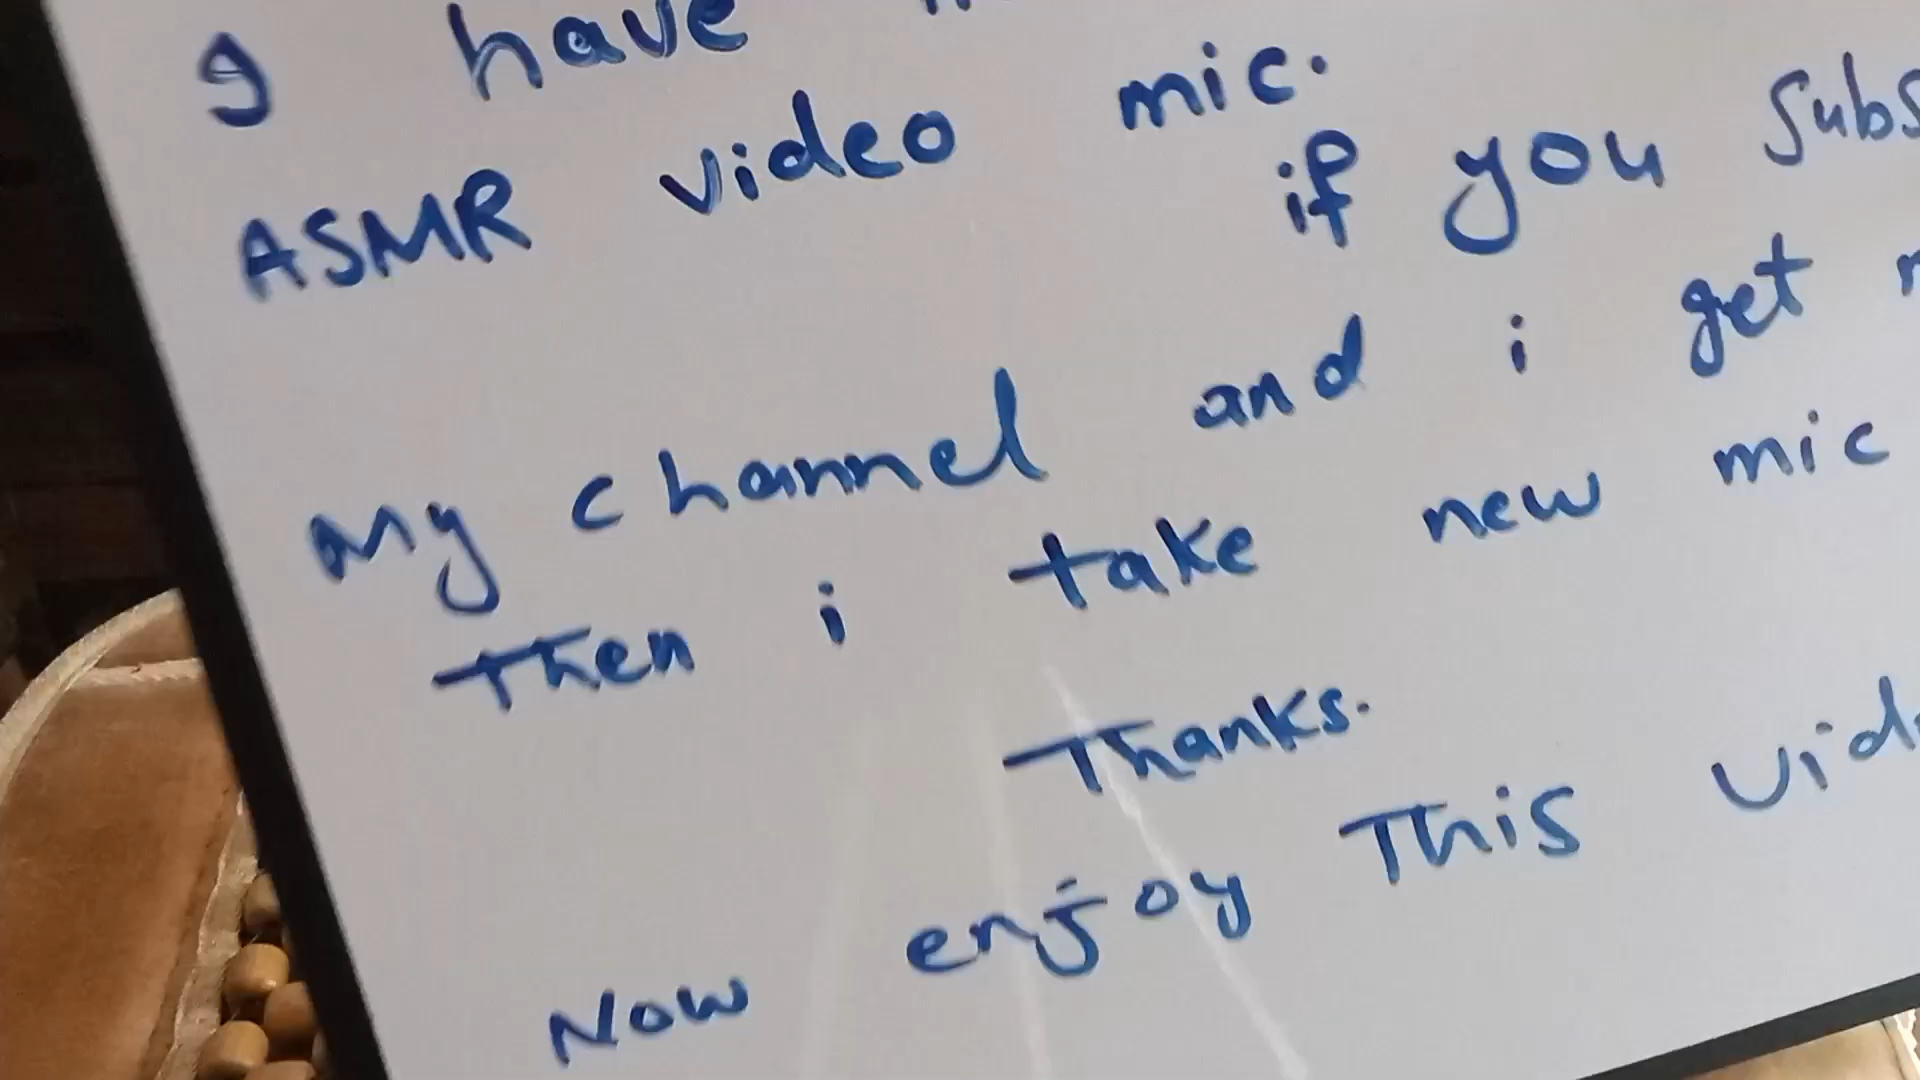 I have
ASMR video mic.
if you
My channel and i get
Then i take new mic
Thanks.
Now enjoy This